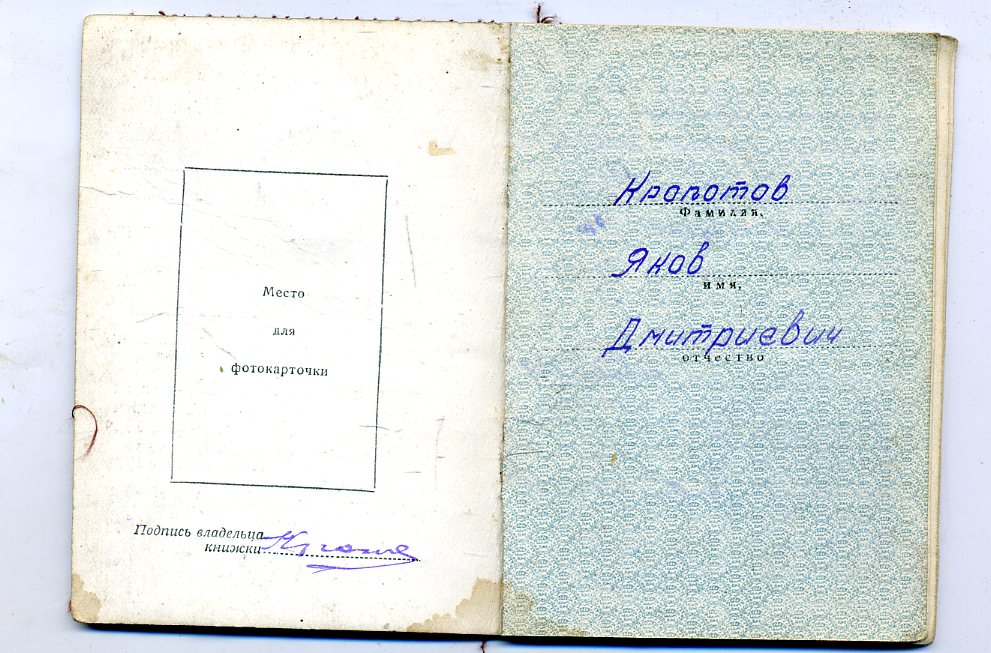 Место
для
фотокарточки
Подпись владельца
книжки
Кропотов
Фамилия,
Яков
имя,
Дмитриевич
отчество